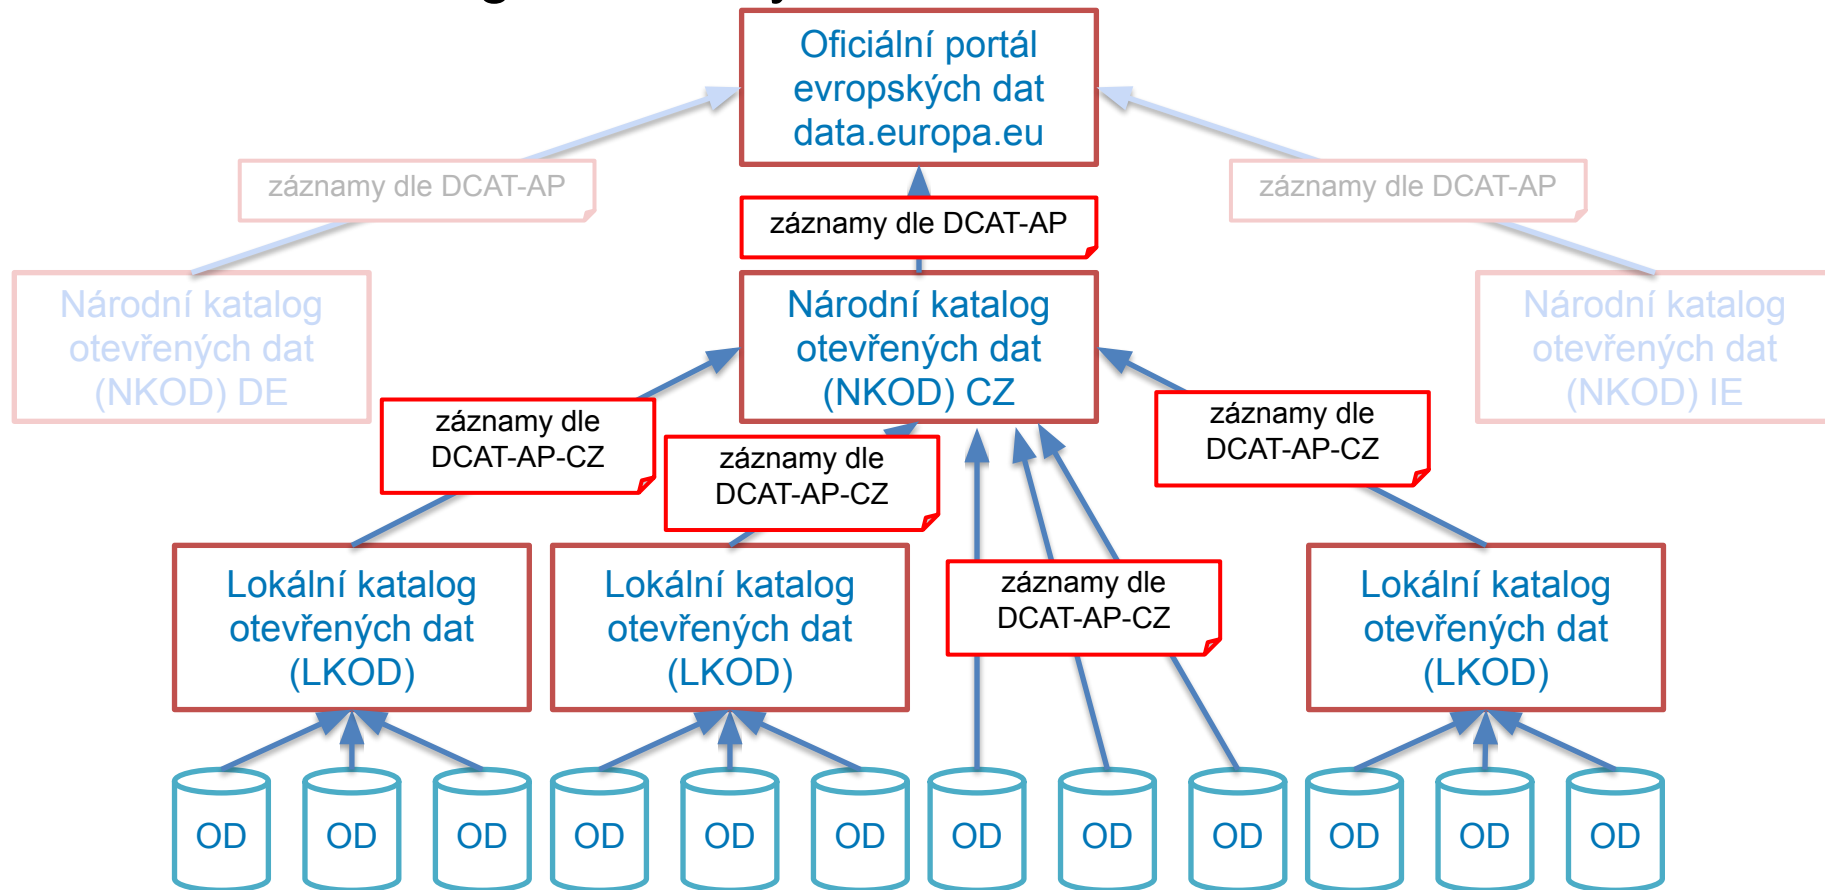 Oficiální portál
evropských dat
data.europa.eu
záznamy dle DCAT-AP
záznamy dle DCAT-AP
záznamy dle DCAT-AP
Národní katalog
otevřených dat
(NKOD) DE
Národní katalog
otevřených dat
(NKOD) CZ
Národní katalog
otevřených dat
(NKOD) IE
záznamy dle
DCAT-AP-CZ
záznamy dle
DCAT-AP-CZ
záznamy dle
DCAT-AP-CZ
záznamy dle
DCAT-AP-CZ
Lokální katalog
otevřených dat
(LKOD)
Lokální katalog
otevřených dat
(LKOD)
Lokální katalog
otevřených dat
(LKOD)
OD
OD
OD
OD
OD
OD
OD
OD
OD
OD
OD
OD